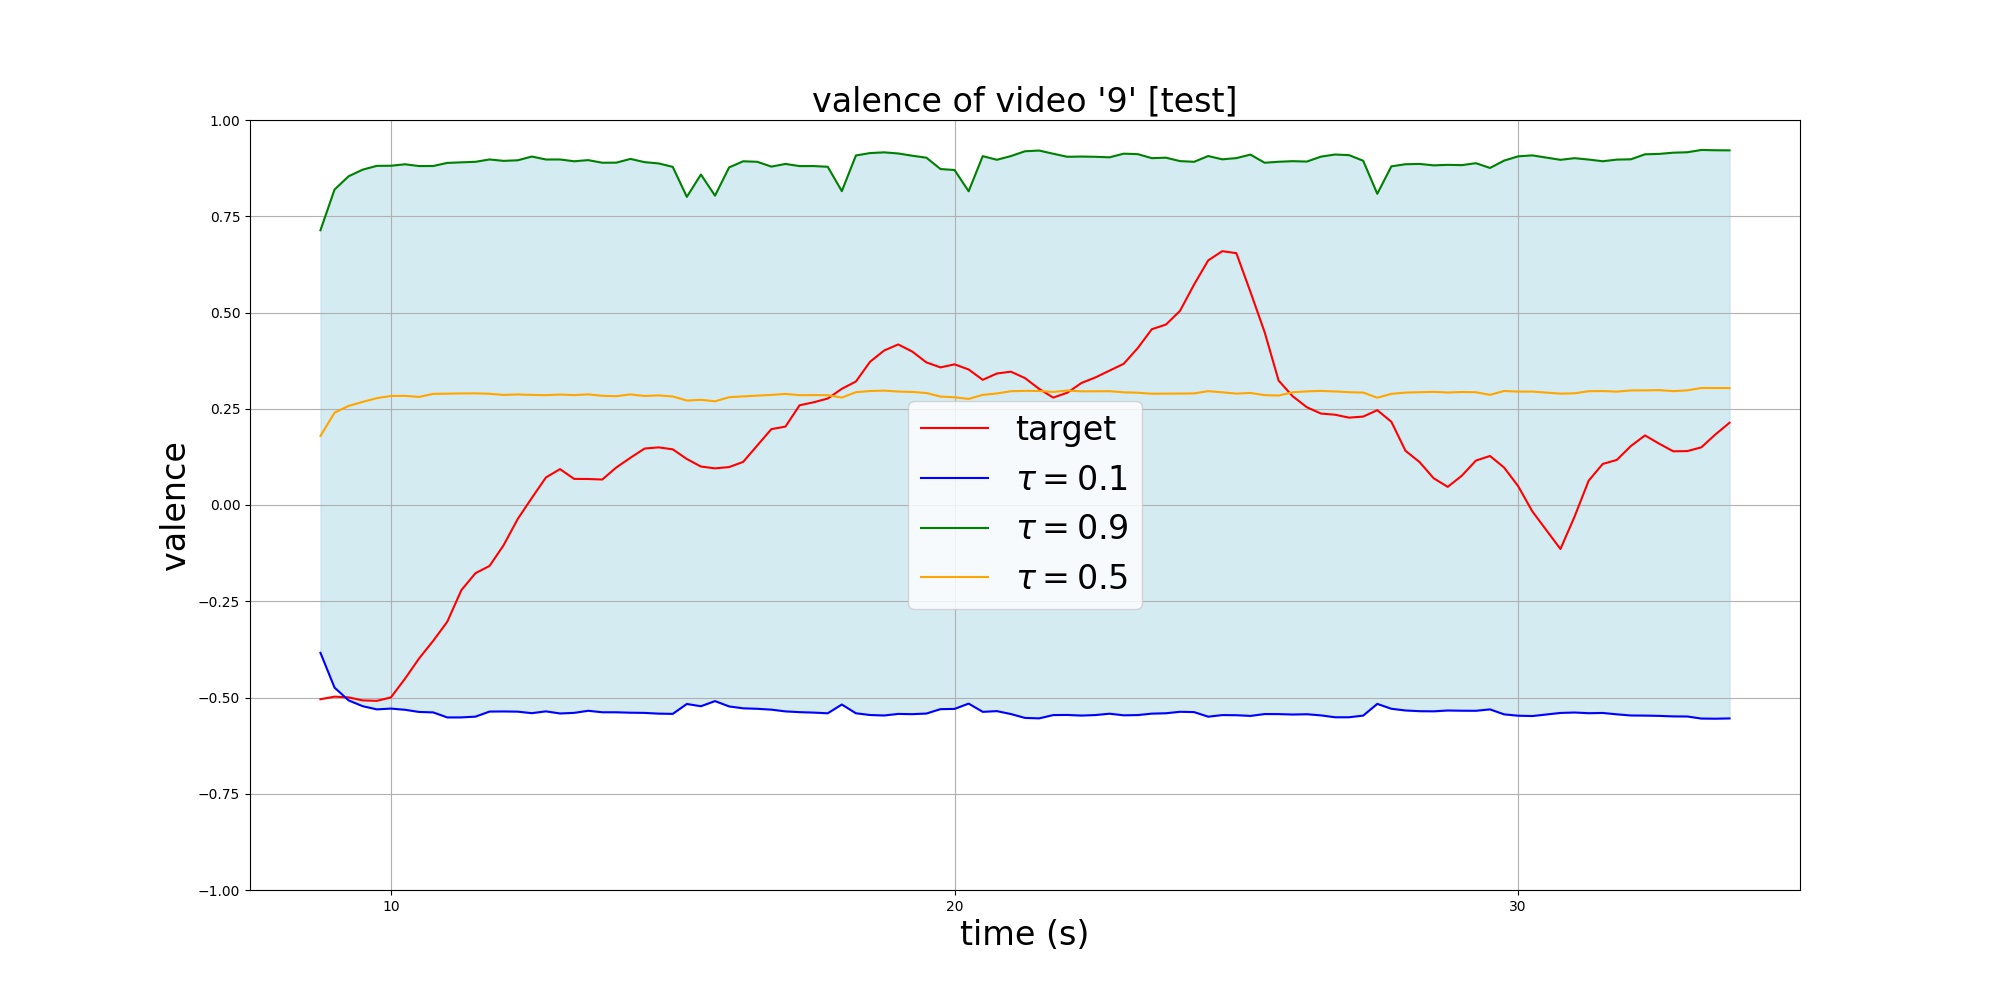 valence of video '9' [test]
1.00
0.75
0.50
0.25
0.00
−0.25
−0.50
−0.75
−1.00
valence
target
τ = 0.1
τ = 0.9
τ = 0.5
10
20
30
time (s)